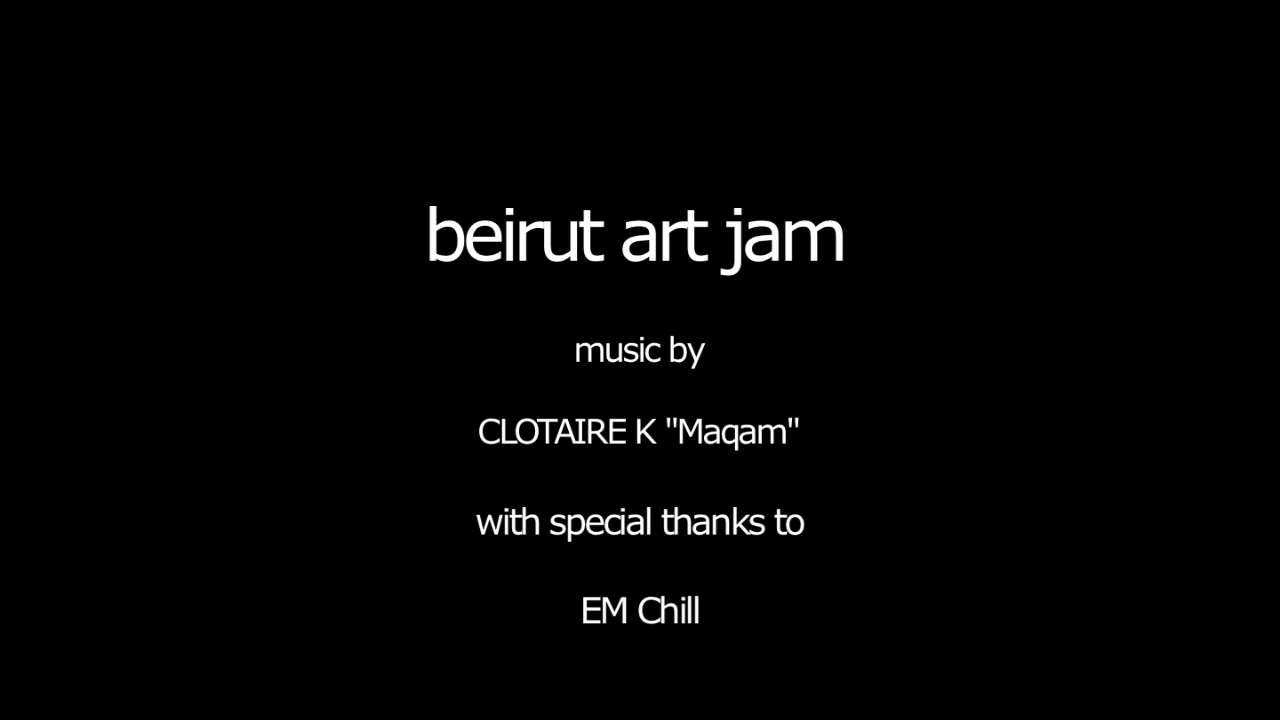 beirut art jam
music by
CLOTAIRE K "Maqam"
with special thanks to
EM Chill